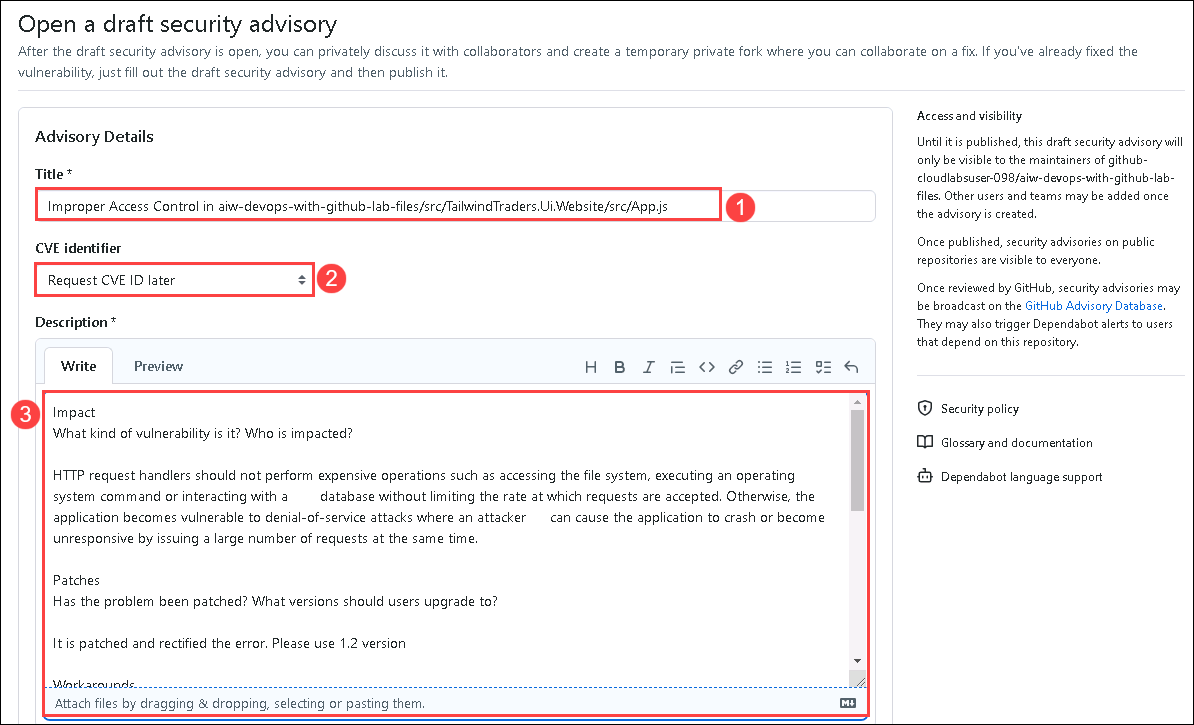 Open a draft security advisory
After the draft security advisory is open, you can privately discuss it with collaborators and create a temporary private fork where you can collaborate on a fix. If you've already fixed the
vulnerability, just fill out the draft security advisory and then publish it.
Advisory Details
Title *
Improper Access Control in aiw-devops-with-github-lab-files/src/TailwindTraders.Ui.Website/src/App.js
1
CVE identifier
Request CVE ID later
2
Description *
Write
Preview
3
Impact
What kind of vulnerability is it? Who is impacted?
HTTP request handlers should not perform expensive operations such as accessing the file system, executing an operating
system command or interacting with a database without limiting the rate at which requests are accepted. Otherwise, the
application becomes vulnerable to denial-of-service attacks where an attacker can cause the application to crash or become
unresponsive by issuing a large number of requests at the same time.
Patches
Has the problem been patched? What versions should users upgrade to?
It is patched and rectified the error. Please use 1.2 version
Workarounds
Attach files by dragging & dropping, selecting or pasting them.
Access and visibility
Until it is published, this draft security advisory will
only be visible to the maintainers of github-
cloudlabsuser-098/aiw-devops-with-github-lab-
files. Other users and teams may be added once
the advisory is created.
Once published, security advisories on public
repositories are visible to everyone.
Once reviewed by GitHub, security advisories may
be broadcast on the GitHub Advisory Database.
They may also trigger Dependabot alerts to users
that depend on this repository.
Security policy
Glossary and documentation
Dependabot language support